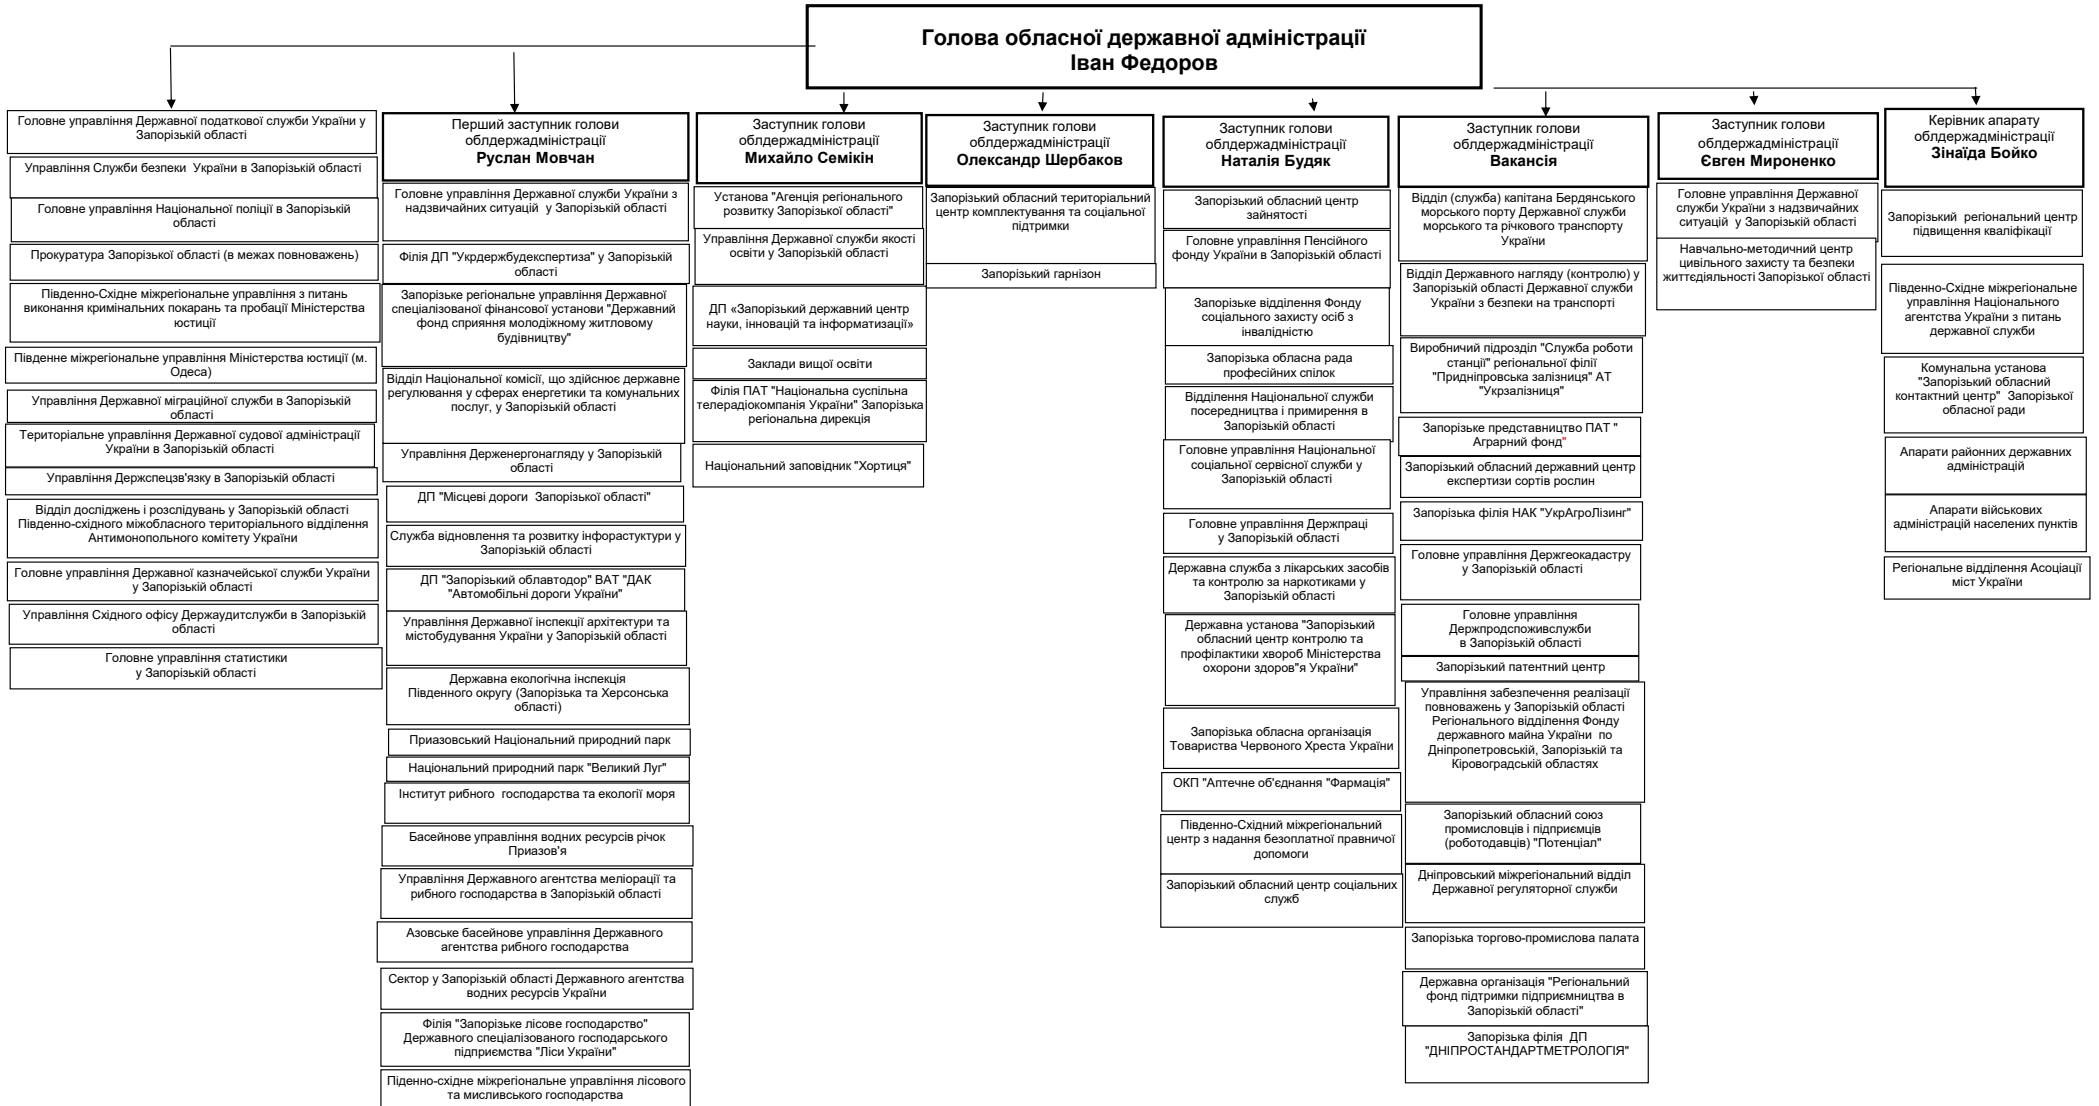 Голова обласної державної адміністрації
Іван Федоров
Головне управління Державної податкової служби України у
Запорізькій області
Управління Служби безпеки України в Запорізькій області
Головне управління Національної поліції в Запорізькій
області
Прокуратура Запорізької області (в межах повноважень)
Південно-Східне міжрегіональне управління з питань
виконання кримінальних покарань та пробації Міністерства
юстиції
Південне міжрегіональне управління Міністерства юстиції (м.
Одеса)
Управління Державної міграційної служби в Запорізькій
області
Територіальне управління Державної судової адміністрації
України в Запорізькій області
Управління Держспецзв'язку в Запорізькій області
Відділ досліджень і розслідувань у Запорізькій області
Південно-східного міжобласного територіального відділення
Антимонопольного комітету України
Головне управління Державної казначейської служби України
у Запорізькій області
Управління Східного офісу Держаудитслужби в Запорізькій
області
Головне управління статистики
у Запорізькій області
Перший заступник голови
облдержадміністрації
Руслан Мовчан
Головне управління Державної служби України з
надзвичайних ситуацій у Запорізькій області
Філія ДП "Укрдержбудекспертиза" у Запорізькій
області
Запорізьке регіональне управління Державної
спеціалізованої фінансової установи "Державний
фонд сприяння молодіжному житловому
будівництву"
Відділ Національної комісії, що здійснює державне
регулювання у сферах енергетики та комунальних
послуг, у Запорізькій області
Управління Держенергонагляду у Запорізькій
області
ДП "Місцеві дороги Запорізької області"
Служба відновлення та розвитку інфорастуктури у
Запорізькій області
ДП "Запорізький облавтодор" ВАТ "ДАК
"Автомобільні дороги України"
Управління Державної інспекції архітектури та
містобудування України у Запорізькій області
Державна екологічна інспекція
Південного округу (Запорізька та Херсонська
області)
Приазовський Національний природний парк
Національний природний парк "Великий Луг"
Інститут рибного господарства та екології моря
Басейнове управління водних ресурсів річок
Приазов'я
Управління Державного агентства меліорації та
рибного господарства в Запорізькій області
Азовське басейнове управління Державного
агентства рибного господарства
Сектор у Запорізькій області Державного агентства
водних ресурсів України
Філія "Запорізьке лісове господарство"
Державного спеціалізованого господарського
підприємства "Ліси України"
Піденно-східне міжрегіональне управління лісового
та мисливського господарства
Заступник голови
облдержадміністрації
Михайло Семікін
Установа "Агенція регіонального
розвитку Запорізької області"
Управління Державної служби якості
освіти у Запорізькій області
ДП «Запорізький державний центр
науки, інновацій та інформатизації»
Заклади вищої освіти
Філія ПАТ "Національна суспільна
телерадіокомпанія України" Запорізька
регіональна дирекція
Національний заповідник "Хортиця"
Заступник голови
облдержадміністрації
Олександр Шербаков
Запорізький обласний територіальний
центр комплектування та соціальної
підтримки
Запорізький гарнізон
Заступник голови
облдержадміністрації
Наталія Будяк
Запорізький обласний центр
зайнятості
Головне управління Пенсійного
фонду України в Запорізькій області
Запорізьке відділення Фонду
соціального захисту осіб з
інвалідністю
Запорізька обласна рада
професійних спілок
Відділення Національної служби
посередництва і примирення в
Запорізькій області
Головне управління Національної
соціальної сервісної служби у
Запорізькій області
Головне управління Держпраці
у Запорізькій області
Державна служба з лікарських засобів
та контролю за наркотиками у
Запорізькій області
Державна установа "Запорізький
обласний центр контролю та
профілактики хвороб Міністерства
охорони здоров"я України"
Запорізька обласна організація
Товариства Червоного Хреста України
ОКП "Аптечне об'єднання "Фармація"
Південно-Східний міжрегіональний
центр з надання безоплатної правничої
допомоги
Запорізький обласний центр соціальних
служб
Заступник голови
облдержадміністрації
Вакансія
Відділ (служба) капітана Бердянського
морського порту Державної служби
морського та річкового транспорту
України
Відділ Державного нагляду (контролю) у
Запорізькій області Державної служби
України з безпеки на транспорті
Виробничий підрозділ "Служба роботи
станції" регіональної філії
"Придніпровська залізниця" АТ
"Укрзалізниця"
Запорізьке представництво ПАТ "
Аграрний фонд"
Запорізький обласний державний центр
експертизи сортів рослин
Запорізька філія НАК "УкрАгроЛізинг"
Головне управління Держгеокадастру
у Запорізькій області
Головне управління
Держпродспоживслужби
в Запорізькій області
Запорізький патентний центр
Управління забезпечення реалізації
повноважень у Запорізькій області
Регіонального відділення Фонду
державного майна України по
Дніпропетровській, Запорізькій та
Кіровоградській областях
Запорізький обласний союз
промисловців і підприємців
(роботодавців) "Потенціал"
Дніпровський міжрегіональний відділ
Державної регуляторної служби
Запорізька торгово-промислова палата
Державна організація "Регіональний
фонд підтримки підприємництва в
Запорізькій області"
Запорізька філія ДП
"ДНІПРОСТАНДАРТМЕТРОЛОГІЯ"
Заступник голови
облдержадміністрації
Євген Мироненко
Головне управління Державної
служби України з надзвичайних
ситуацій у Запорізькій області
Навчально-методичний центр
цивільного захисту та безпеки
життєдіяльності Запорізької області
Керівник апарату
облдержадміністрації
Зінаїда Бойко
Запорізький регіональний центр
підвищення кваліфікації
Південно-Східне міжрегіональне
управління Національного
агентства України з питань
державної служби
Комунальна установа
"Запорізький обласний
контактний центр" Запорізької
обласної ради
Апарати районних державних
адміністрацій
Апарати військових
адміністрацій населених пунктів
Регіональне відділення Асоціації
міст України